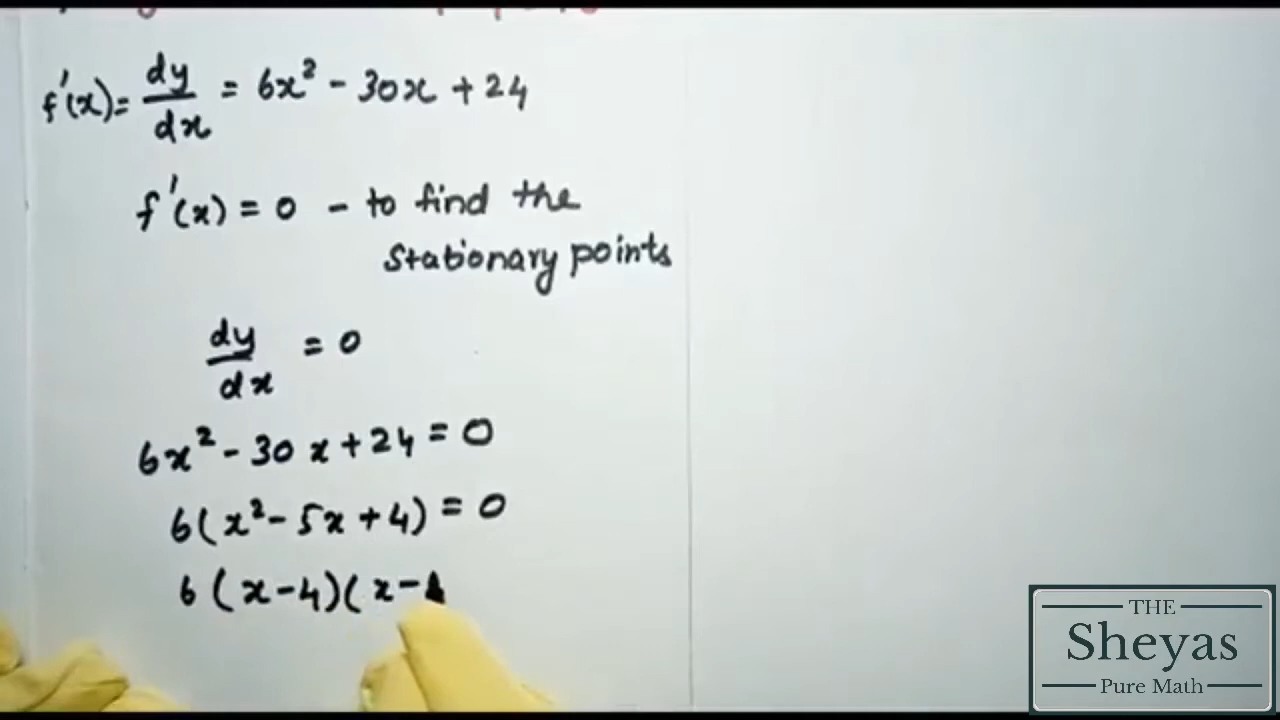 f'(x) = dy/dx = 6x² - 30x + 24
f'(x) = 0 - to find the
stationary points
dy/dx = 0
6x² - 30x + 24 = 0
6(x² - 5x + 4) = 0
6(x-4)(x-
THE
Sheyas
Pure Math